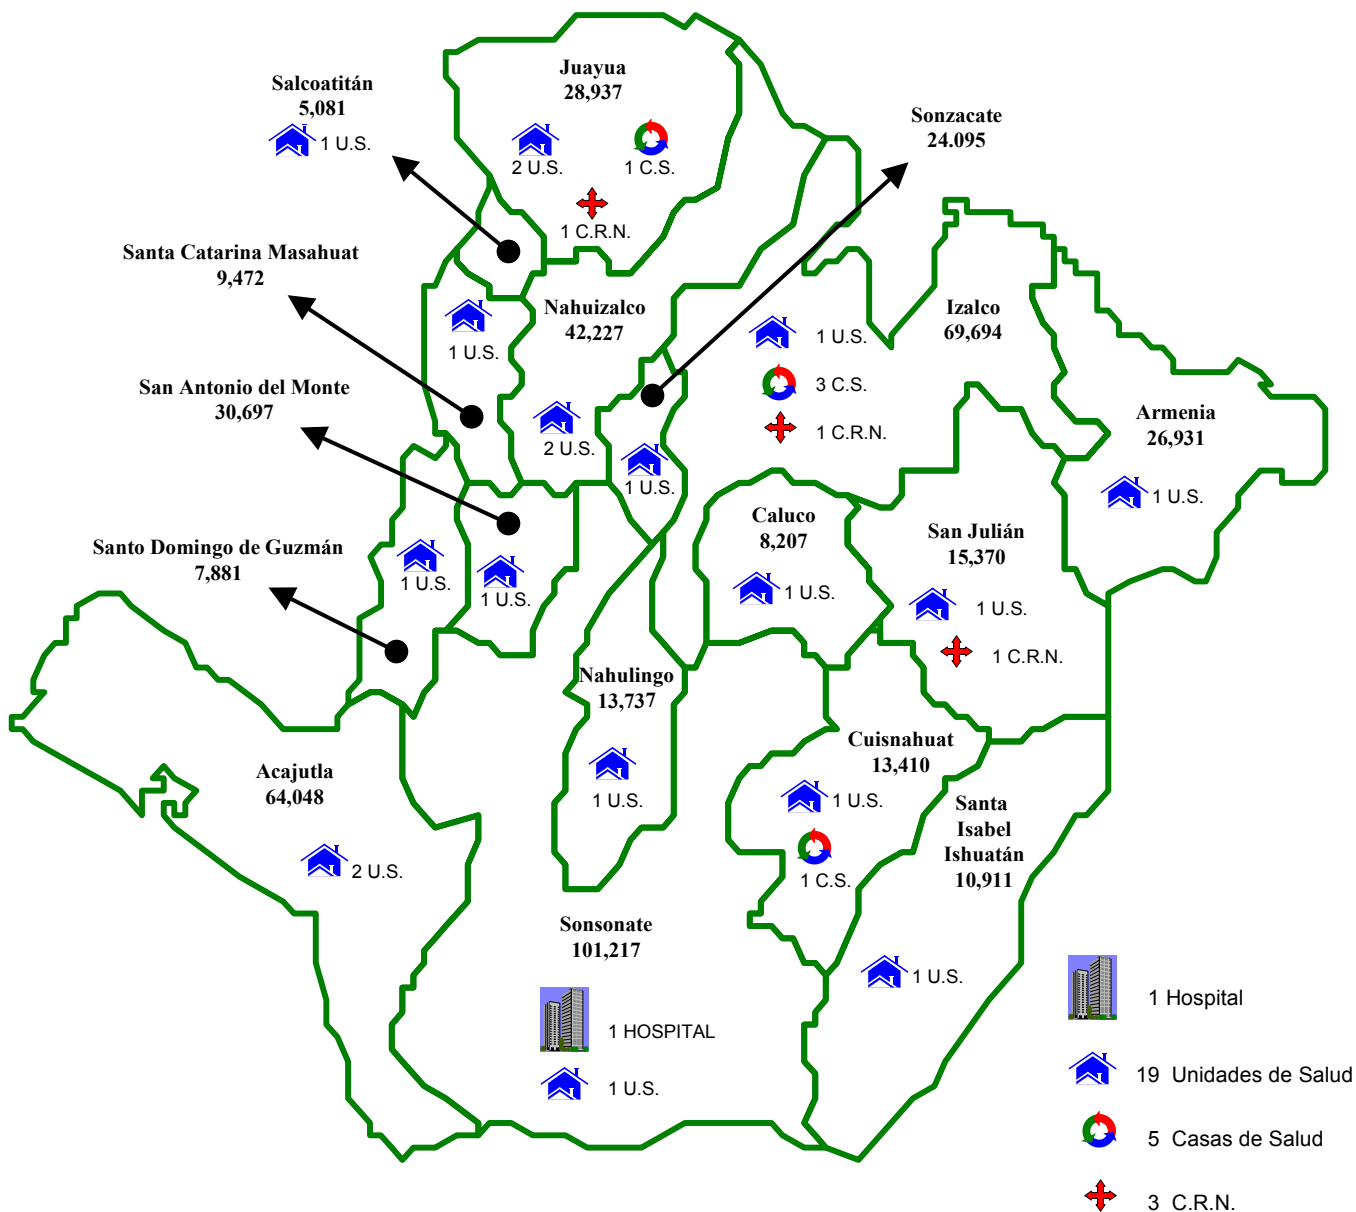 Juayua
28,937
2 U.S.
1 C.S.
1 C.R.N.
Salcoatitán
5,081
1 U.S.
Sonzacate
24.095
Santa Catarina Masahuat
9,472
1 U.S.
Nahuizalco
42,227
2 U.S.
1 U.S.
Izalco
69,694
1 U.S.
3 C.S.
1 C.R.N.
San Antonio del Monte
30,697
Armenia
26,931
1 U.S.
Caluco
8,207
1 U.S.
San Julián
15,370
1 U.S.
1 C.R.N.
Santo Domingo de Guzmán
7,881
1 U.S.
1 U.S.
Nahulingo
13,737
1 U.S.
Cuisnahuat
13,410
1 U.S.
1 C.S.
Acajutla
64,048
2 U.S.
Santa
Isabel
Ishuatán
10,911
1 U.S.
Sonsonate
101,217
1 HOSPITAL
1 U.S.
1 Hospital
19 Unidades de Salud
5 Casas de Salud
3 C.R.N.